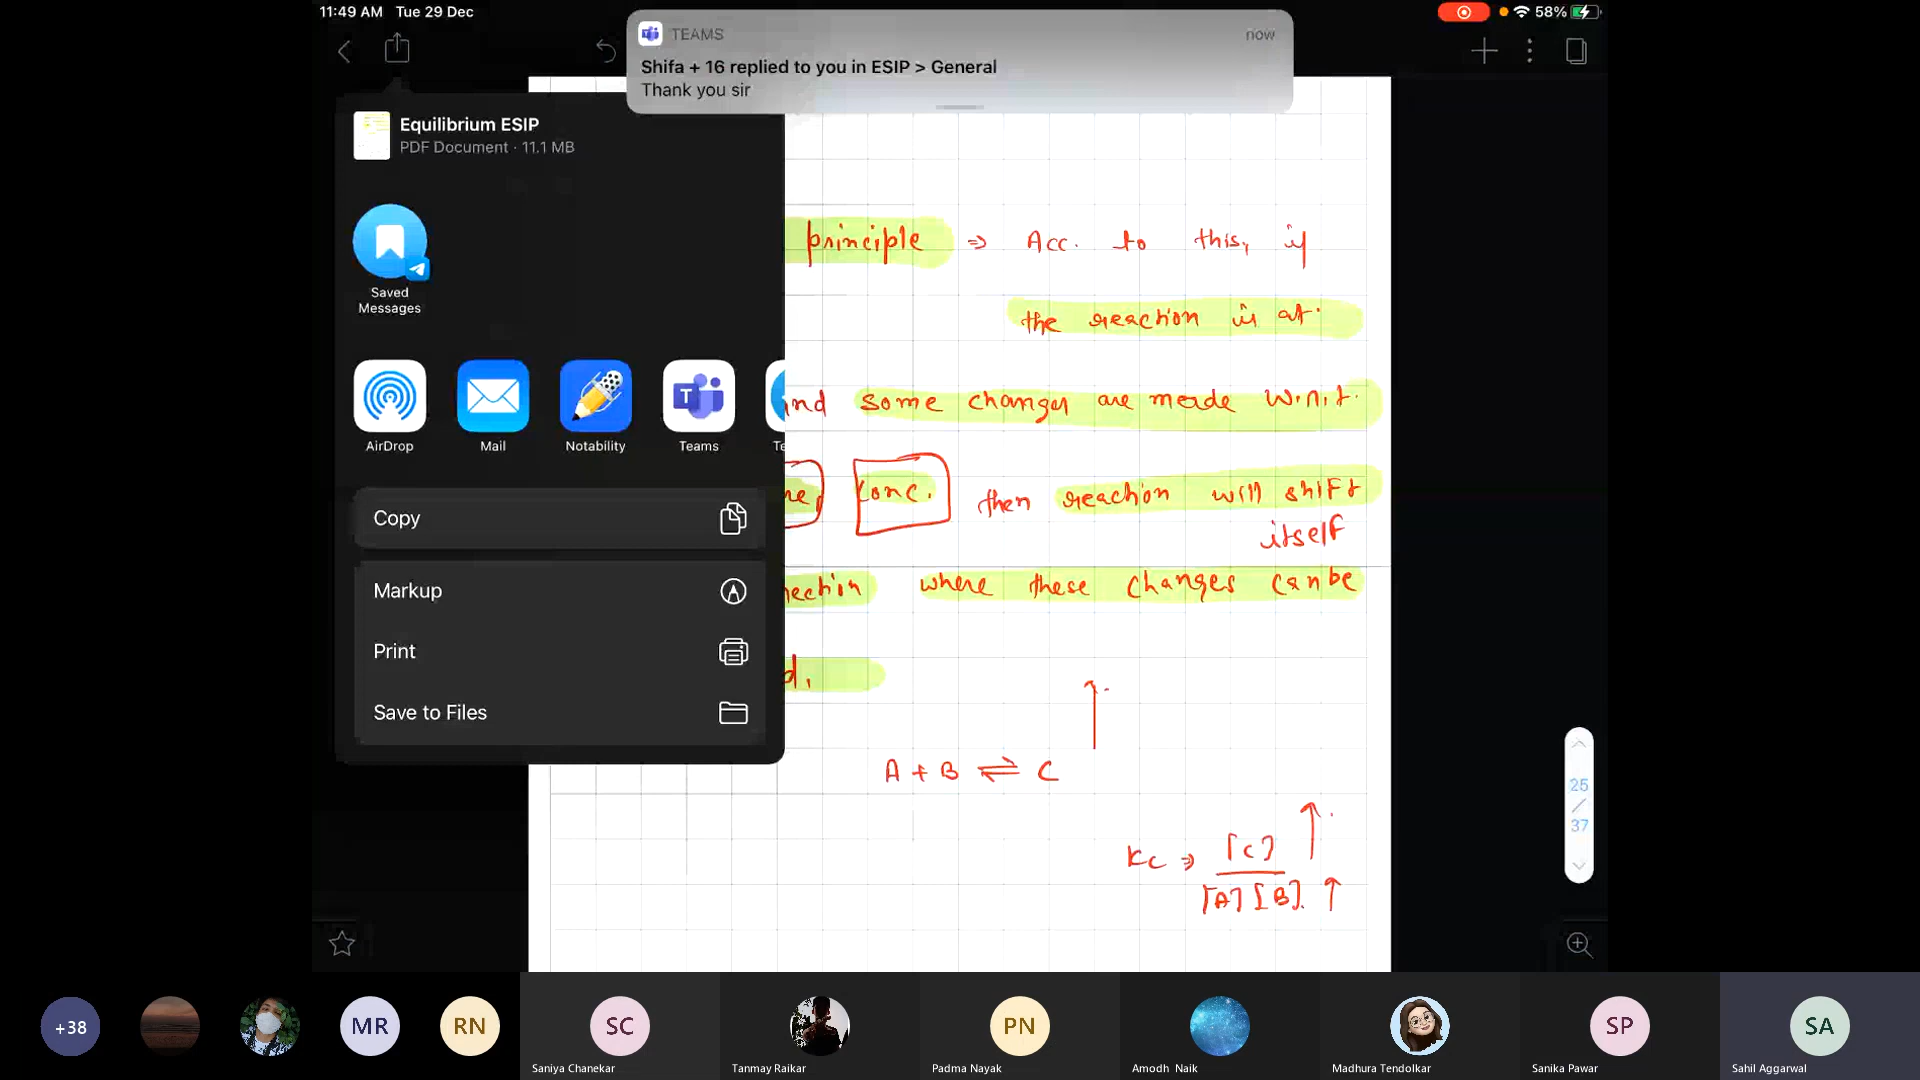 11:49 AM Tue 29 Dec
58%
TEAMS
now
Shifa + 16 replied to you in ESIP > General
Thank you sir
Equilibrium ESIP
PDF Document · 11.1 MB
Saved
Messages
AirDrop
Mail
Notability
Teams
Te
Copy
Markup
Print
Save to Files
principle ⇒ Acc. to this, if
the reaction is at.
and some changes are made w.r.t.
conc. then reaction will shift
itself
where these changes can be
d.
A + B ⇌ C
Kc ⇒ [C] ↑
[A] [B]. ↑
25
37
+38
MR
RN
SC
PN
SP
SA
Saniya Chanekar
Tanmay Raikar
Padma Nayak
Amodh Naik
Madhura Tendolkar
Sanika Pawar
Sahil Aggarwal